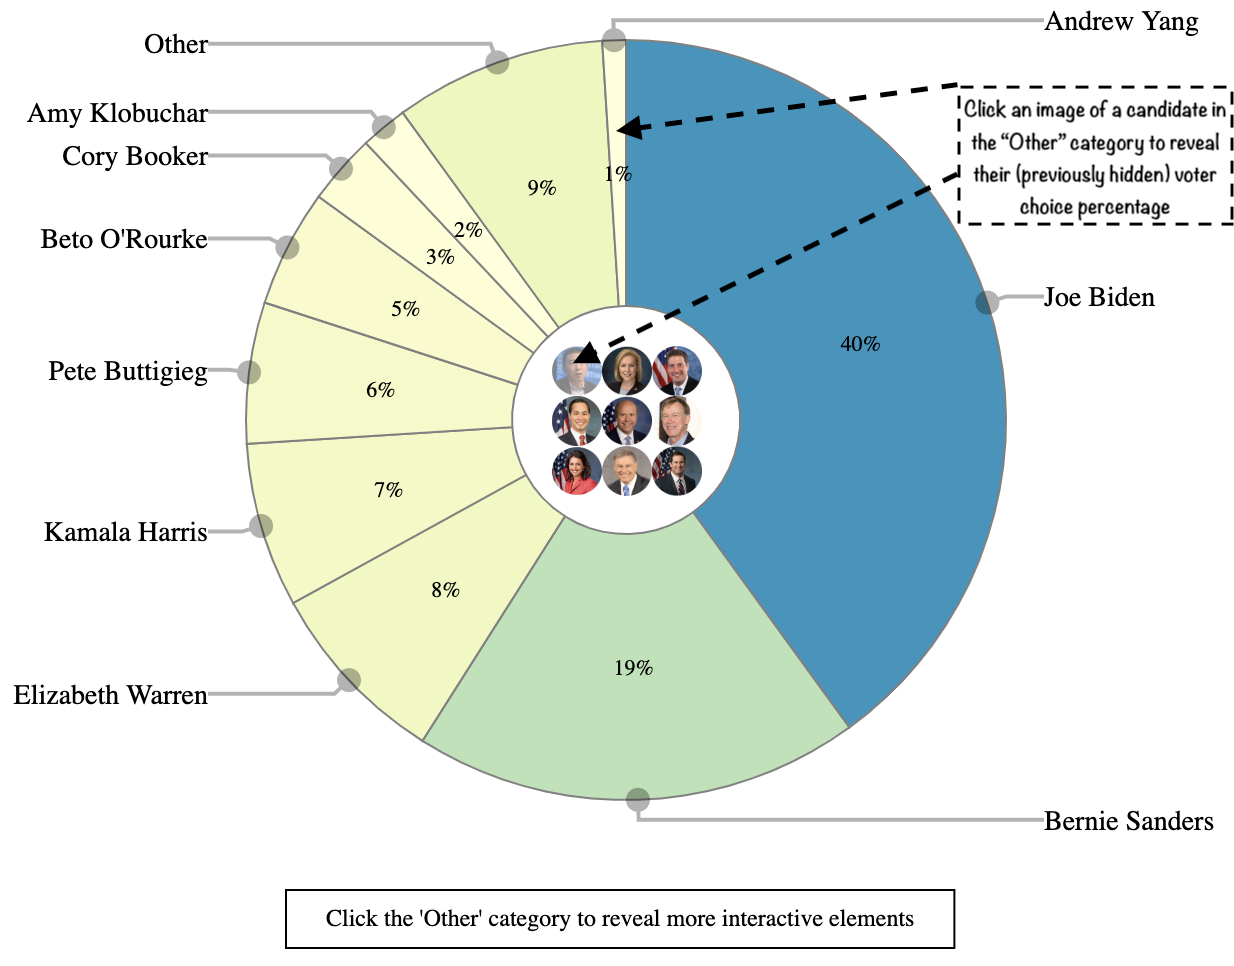 Andrew Yang
Other
Click an image of a candidate in
the “Other” category to reveal
their (previously hidden) voter
choice percentage
Amy Klobuchar
Cory Booker
1%
9%
2%
Beto O'Rourke
3%
Joe Biden
5%
40%
Pete Buttigieg
6%
7%
Kamala Harris
8%
19%
Elizabeth Warren
Bernie Sanders
Click the 'Other' category to reveal more interactive elements